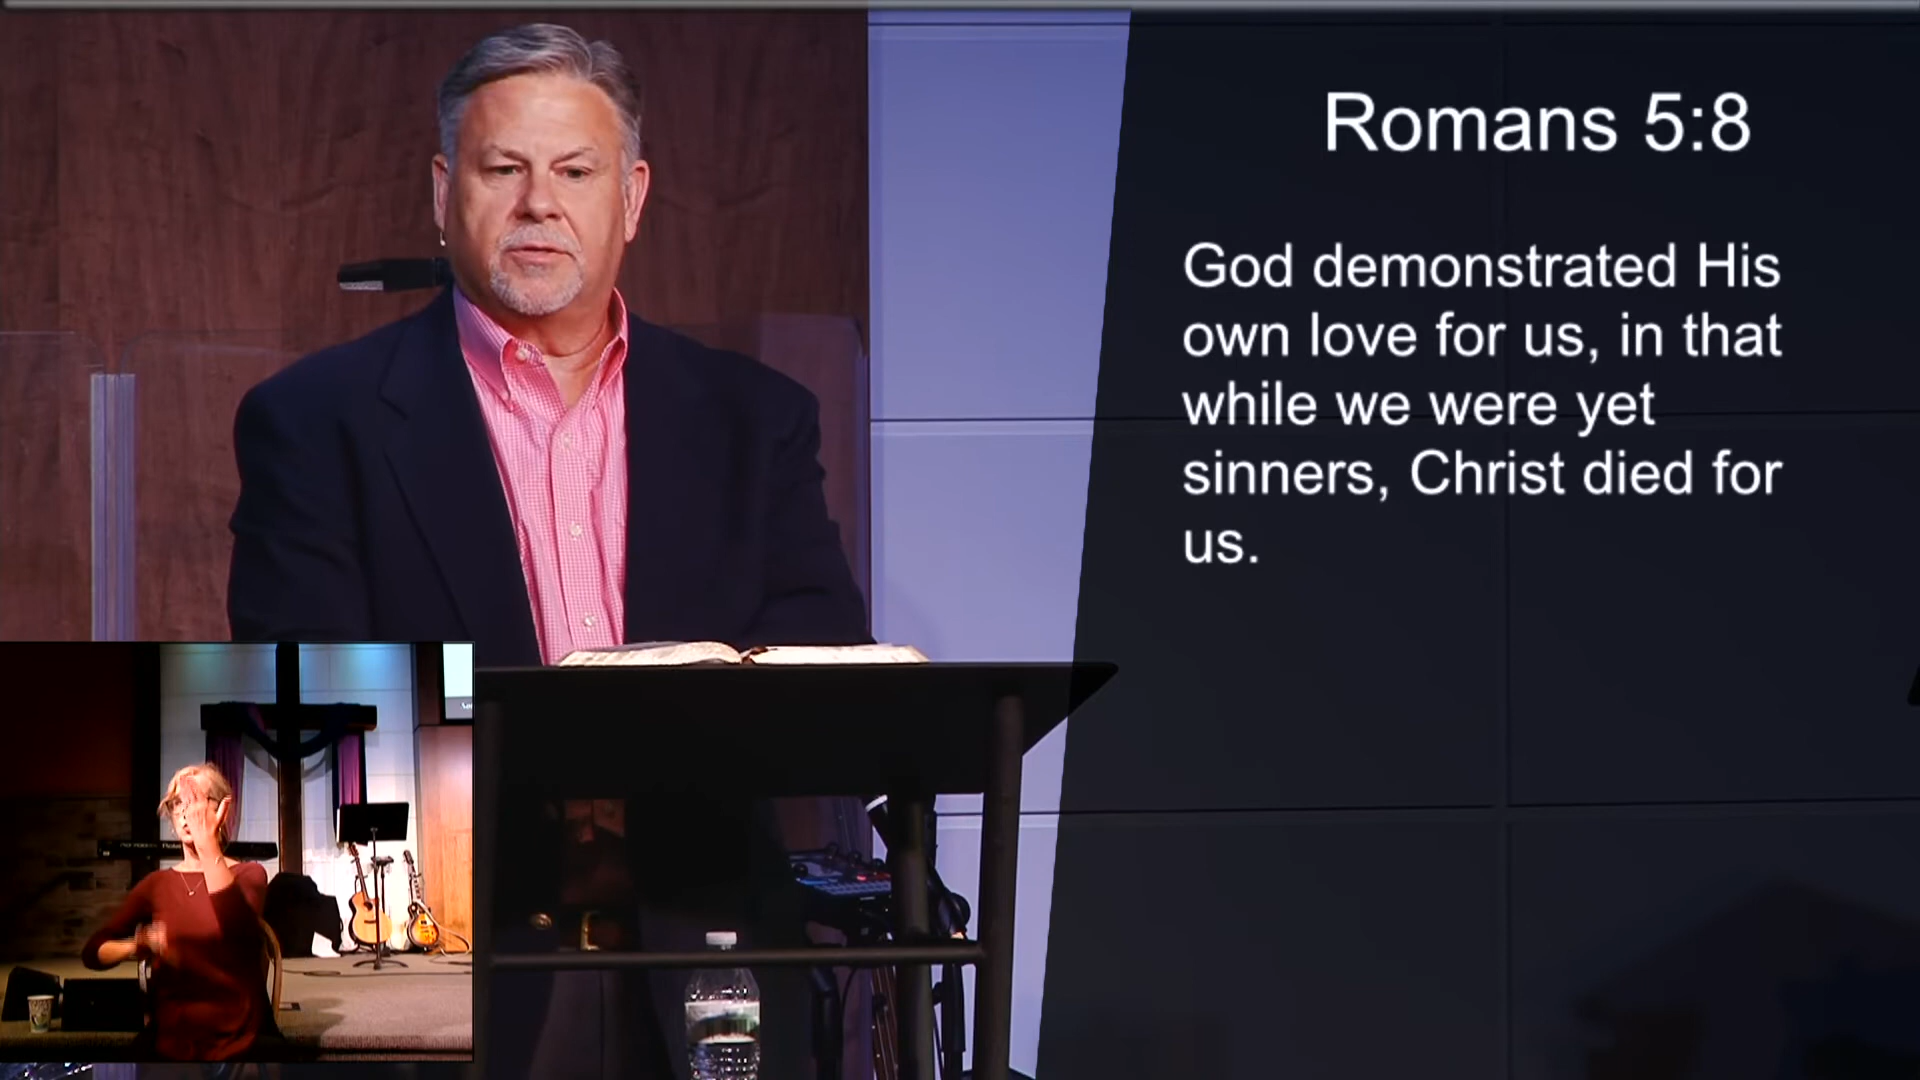 Romans 5:8
God demonstrated His
own love for us, in that
while we were yet
sinners, Christ died for
us.